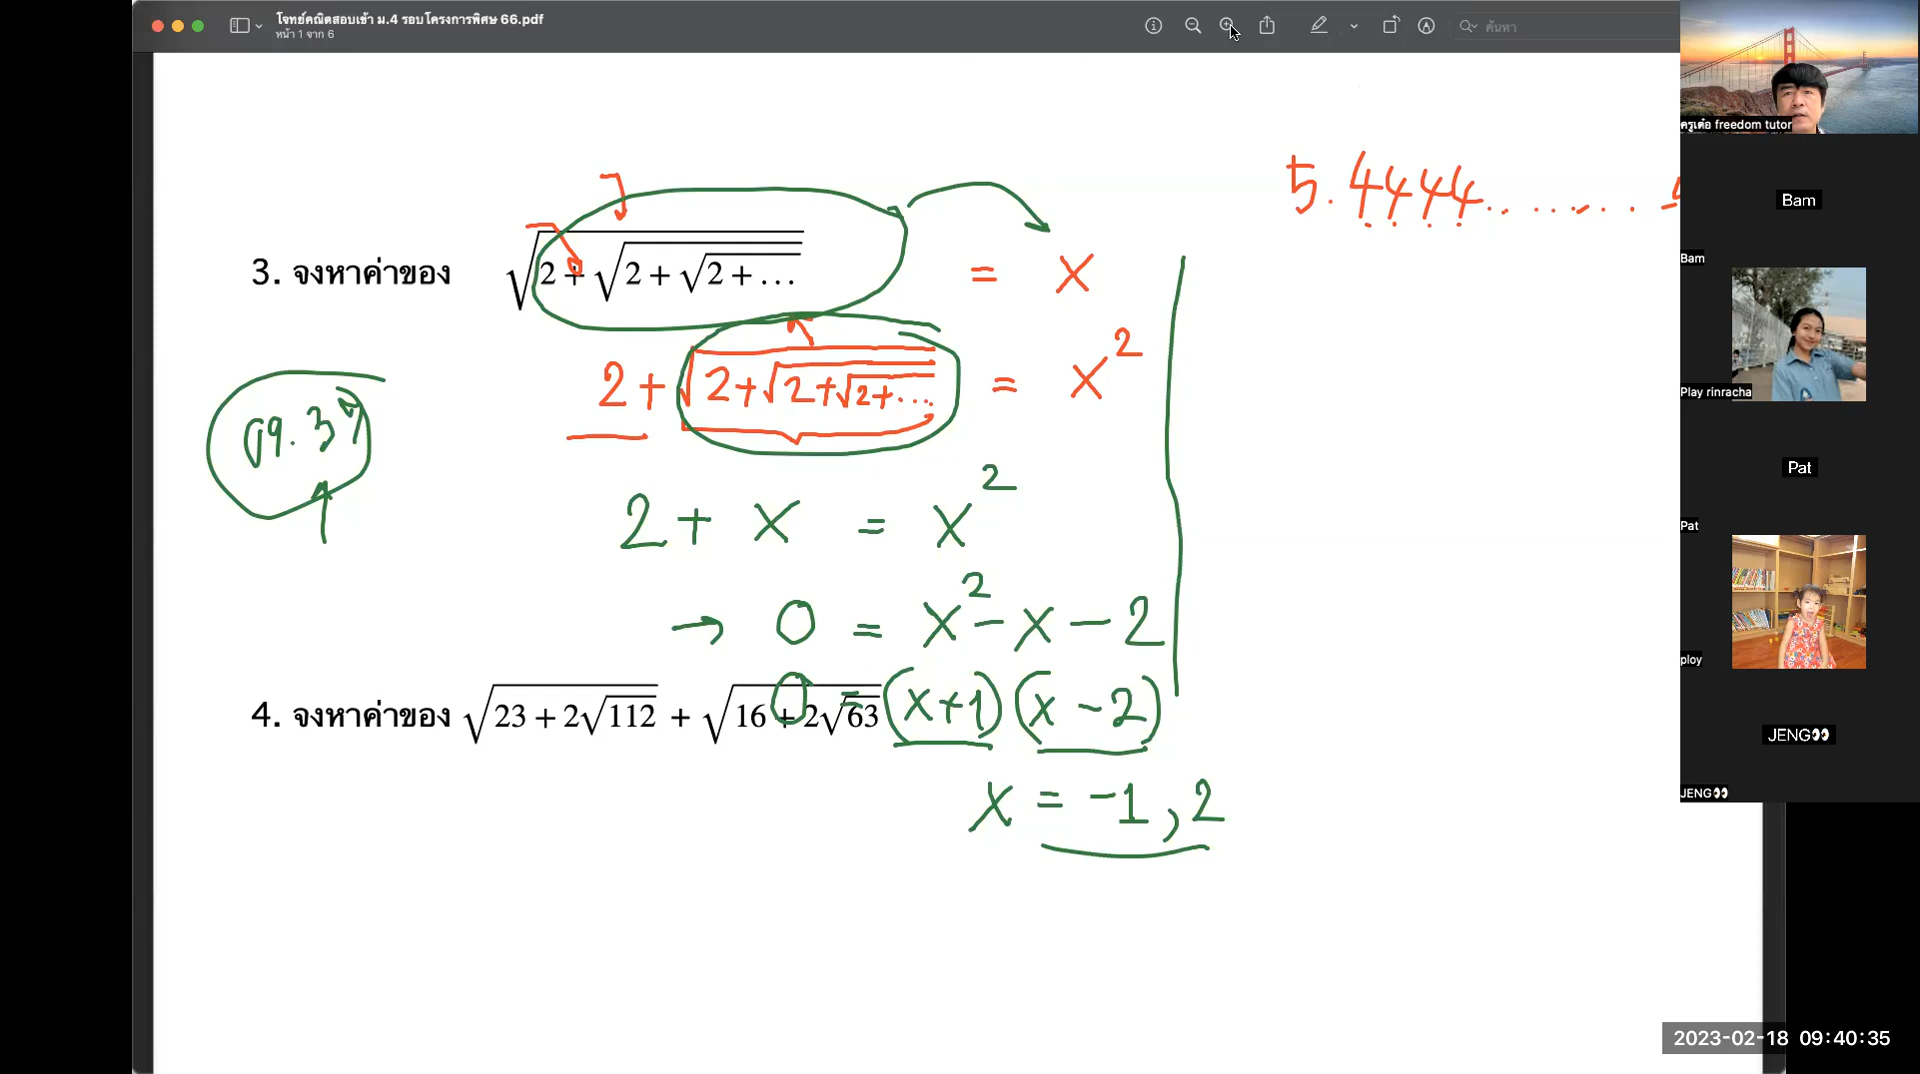 โจทย์คณิตสอบเข้า ม.4 รอบโครงการพิเศษ 66.pdf
หน้า 1 จาก 6
ค้นหา
ครูเต๋อ freedom tutor
5.4444.........4
Bam
Bam
3. จงหาค่าของ √(2 + √(2 + √(2 + …))) = x
2 + √(2+√(2+√(2+...))) = x²
Play rinracha
2 + x = x²
Pat
Pat
→ 0 = x² - x - 2
ploy
4. จงหาค่าของ √(23 + 2√112) + √(16 + 2√63)
0 = (x+1)(x-2)
JENG👀
x = -1, 2
JENG👀
2023-02-18 09:40:35